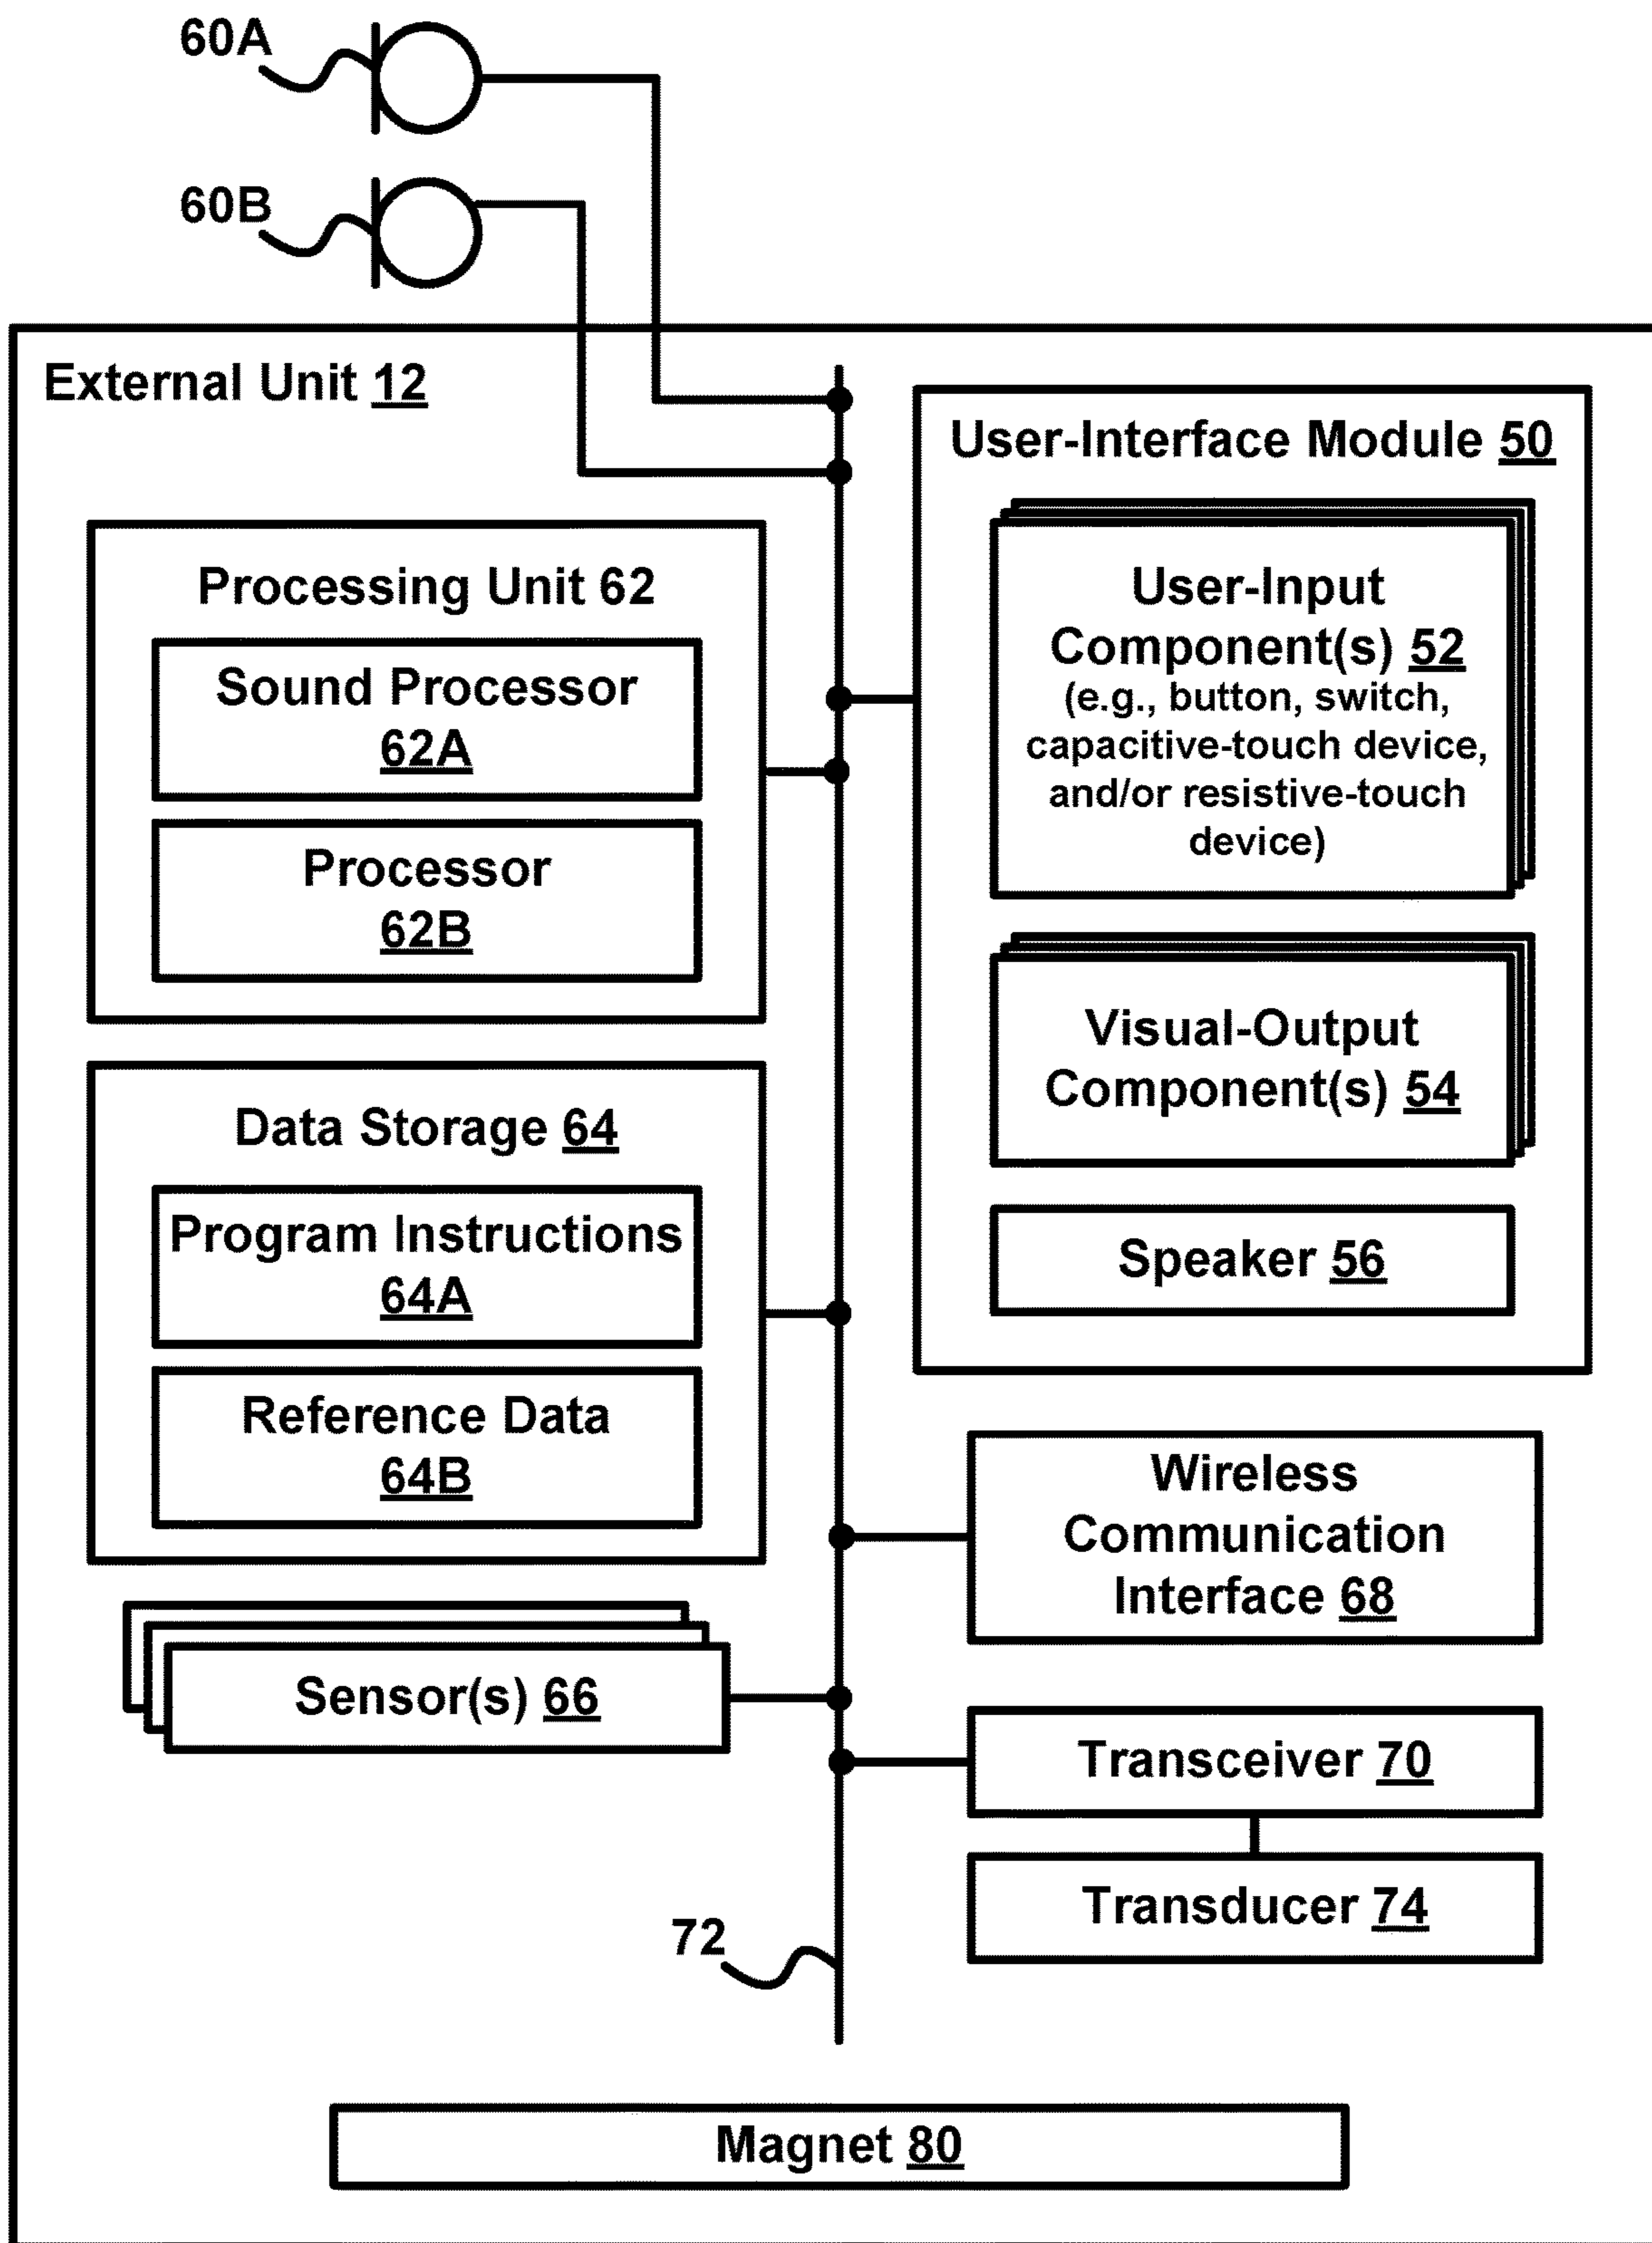 60A
60B
External Unit 12
Processing Unit 62
Sound Processor
62A
Processor
62B
Data Storage 64
Program Instructions
64A
Reference Data
64B
Sensor(s) 66
72
User-Interface Module 50
User-Input
Component(s) 52
(e.g., button, switch,
capacitive-touch device,
and/or resistive-touch
device)
Visual-Output
Component(s) 54
Speaker 56
Wireless
Communication
Interface 68
Transceiver 70
Transducer 74
Magnet 80